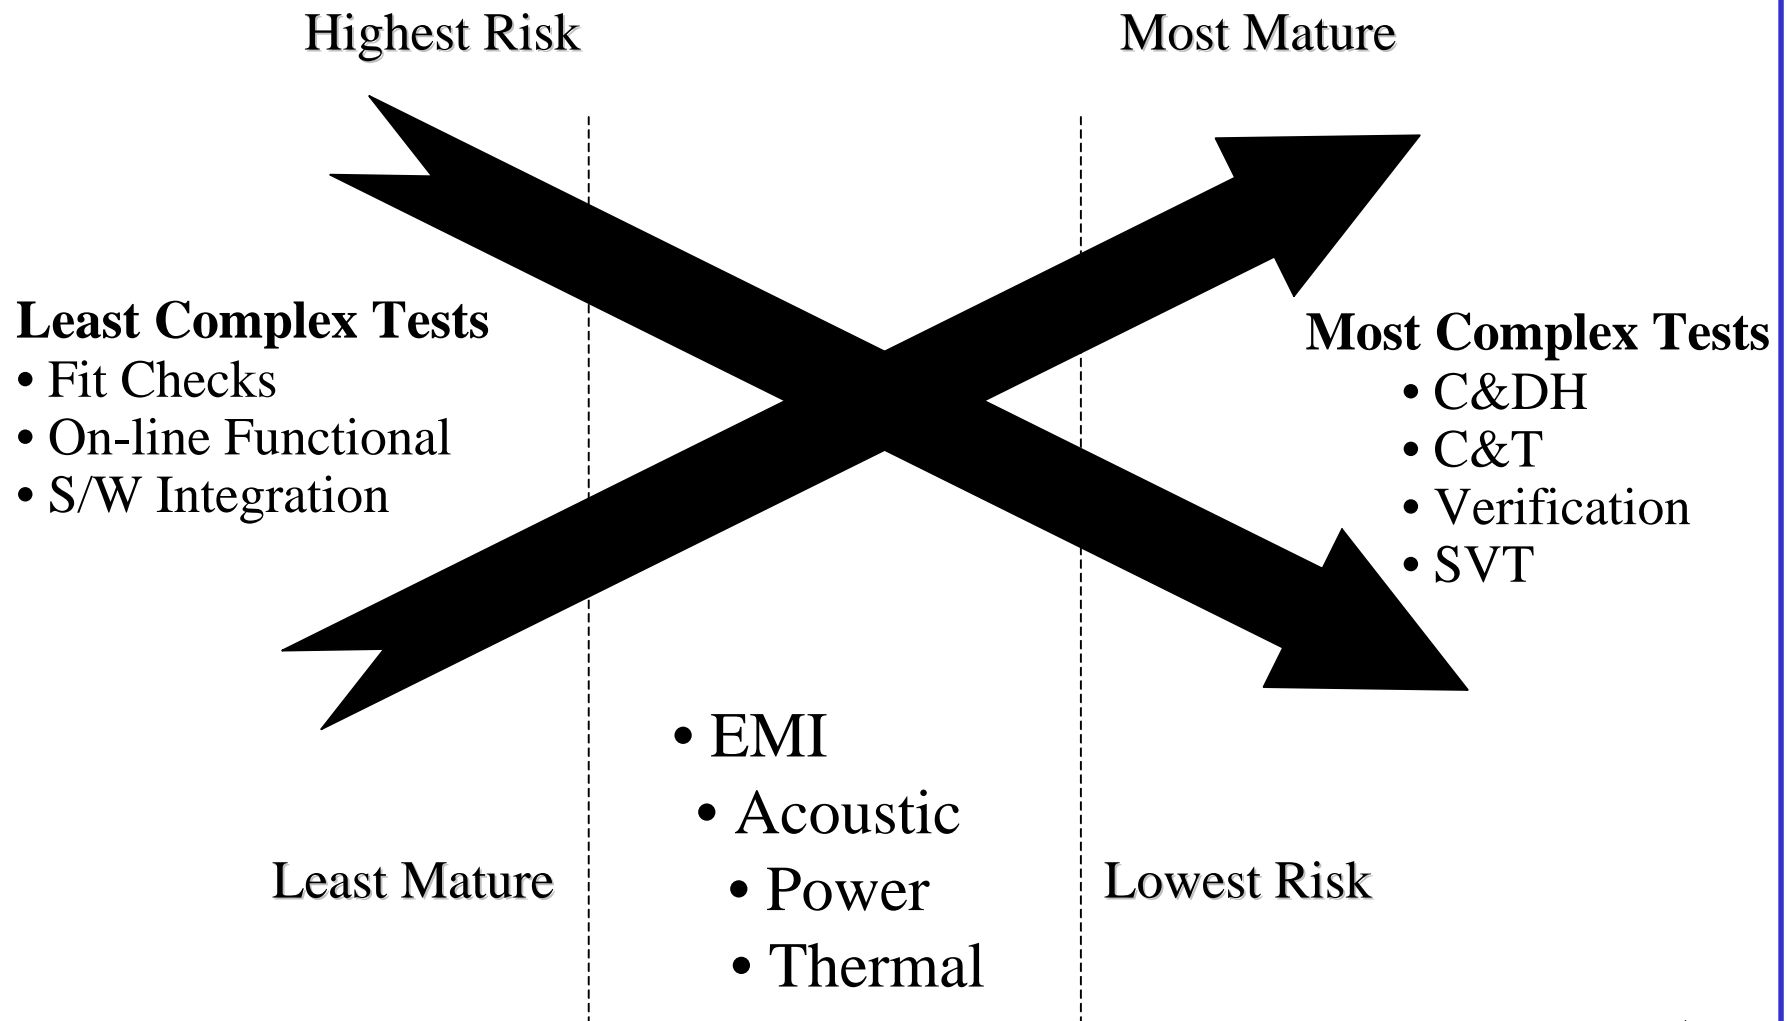 Highest Risk
Most Mature
Least Complex Tests
• Fit Checks
• On-line Functional
• S/W Integration
Most Complex Tests
• C&DH
• C&T
• Verification
• SVT
• EMI
• Acoustic
• Power
• Thermal
Least Mature
Lowest Risk